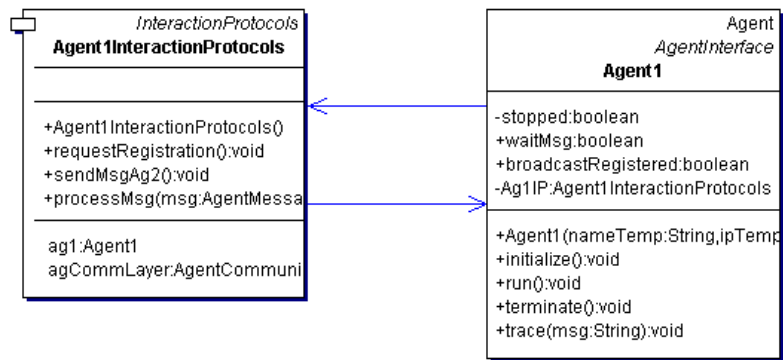 InteractionProtocols
Agent1InteractionProtocols
+Agent1InteractionProtocols()
+requestRegistration():void
+sendMsgAg2():void
+processMsg(msg:AgentMessa
ag1:Agent1
agCommLayer:AgentCommuni
Agent
AgentInterface
Agent1
-stopped:boolean
+waitMsg:boolean
+broadcastRegistered:boolean
-Ag1IP:Agent1InteractionProtocols
+Agent1(nameTemp:String,ipTemp
+initialize():void
+run():void
+terminate():void
+trace(msg:String):void